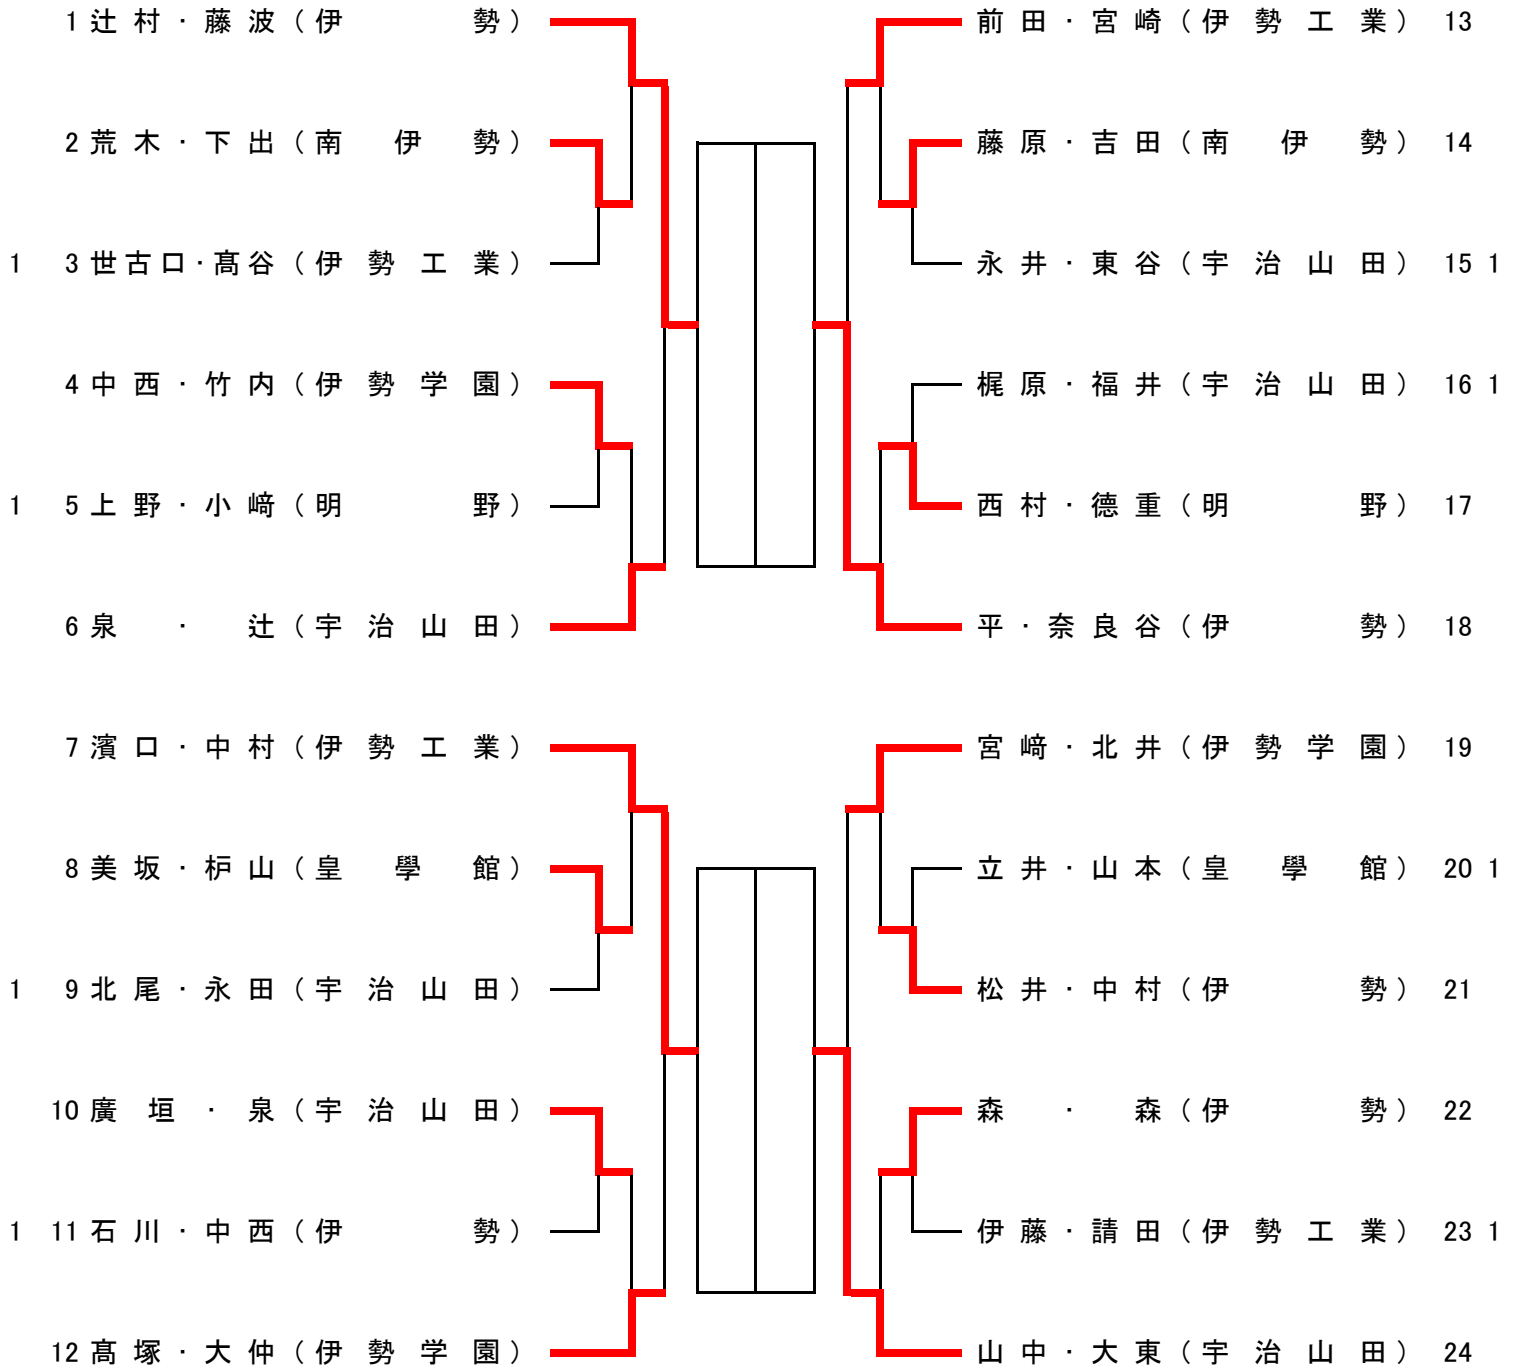 1 辻村・藤波(伊勢)
2 荒木・下出(南伊勢)
1 3 世古口・髙谷(伊勢工業)
4 中西・竹内(伊勢学園)
1 5 上野・小﨑(明野)
6 泉・辻(宇治山田)
7 濱口・中村(伊勢工業)
8 美坂・枦山(皇學館)
1 9 北尾・永田(宇治山田)
10 廣垣・泉(宇治山田)
1 11 石川・中西(伊勢)
12 髙塚・大仲(伊勢学園)
前田・宮崎(伊勢工業) 13
藤原・吉田(南伊勢) 14
永井・東谷(宇治山田) 15 1
梶原・福井(宇治山田) 16 1
西村・德重(明野) 17
平・奈良谷(伊勢) 18
宮﨑・北井(伊勢学園) 19
立井・山本(皇學館) 20 1
松井・中村(伊勢) 21
森・森(伊勢) 22
伊藤・請田(伊勢工業) 23 1
山中・大東(宇治山田) 24